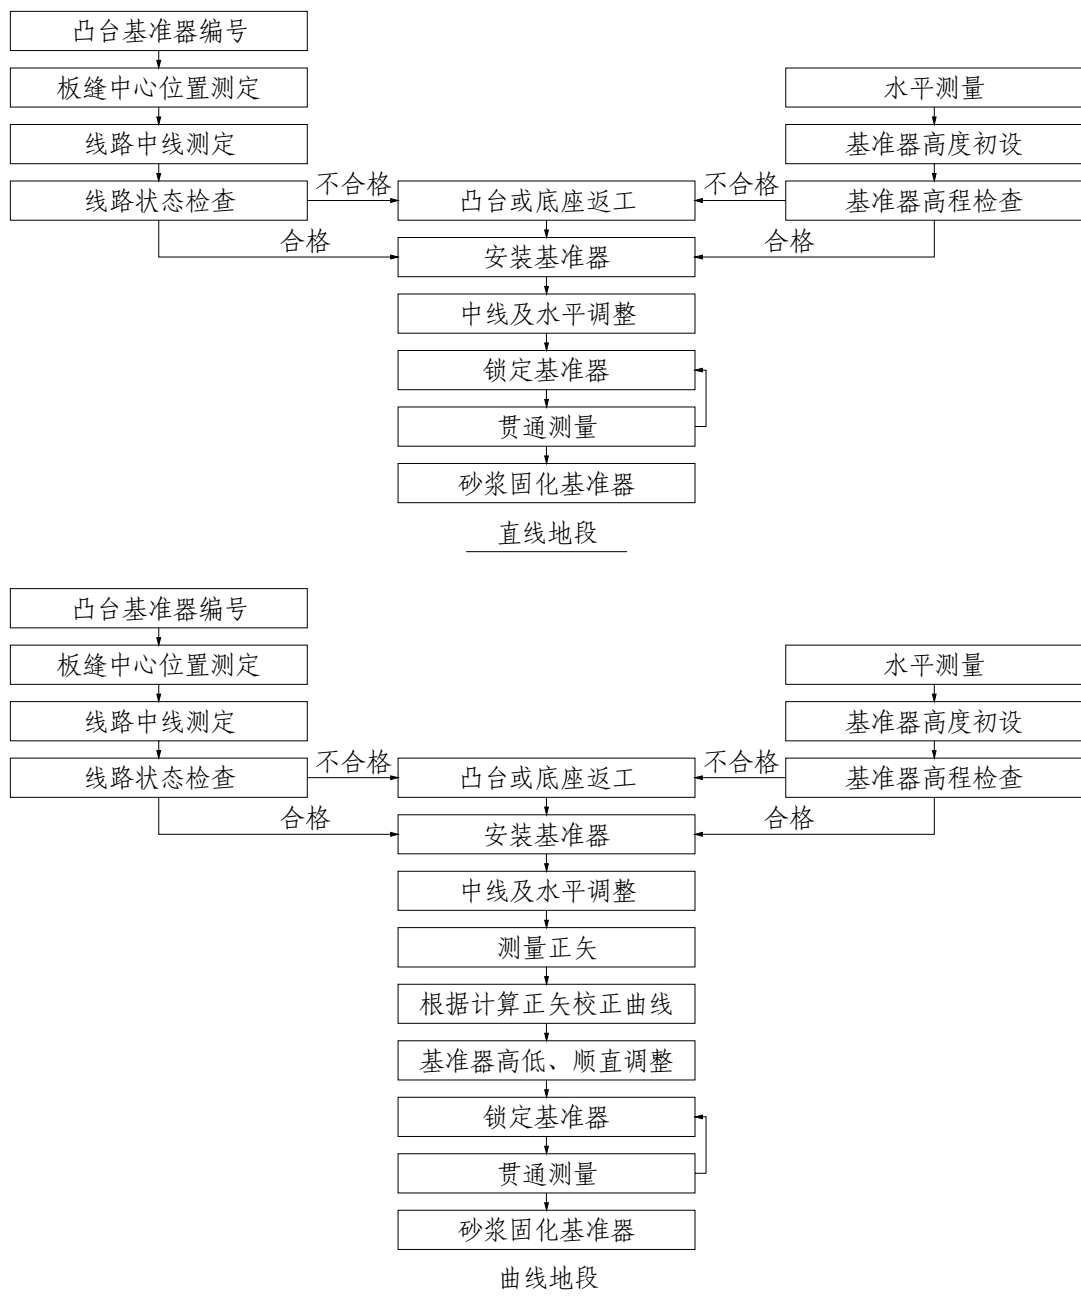 凸台基准器编号
板缝中心位置测定
水平测量
线路中线测定
基准器高度初设
线路状态检查
不合格
凸台或底座返工
不合格
基准器高程检查
合格
安装基准器
合格
中线及水平调整
锁定基准器
贯通测量
砂浆固化基准器
直线地段
凸台基准器编号
板缝中心位置测定
水平测量
线路中线测定
基准器高度初设
线路状态检查
不合格
凸台或底座返工
不合格
基准器高程检查
合格
安装基准器
合格
中线及水平调整
测量正矢
根据计算正矢校正曲线
基准器高低、顺直调整
锁定基准器
贯通测量
砂浆固化基准器
曲线地段